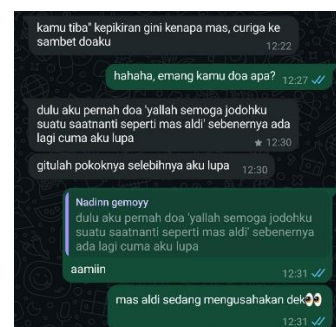 kamu tiba" kepikiran gini kenapa mas, curiga ke
sambet doaku
12:22
hahaha, emang kamu doa apa? 12:27
dulu aku pernah doa 'yallah semoga jodohku
suatu saatnanti seperti mas aldi' sebenernya ada
lagi cuma aku lupa
12:30
gitulah pokoknya selebihnya aku lupa 12:30
Nadinn gemoyy
dulu aku pernah doa 'yallah semoga jodohku
suatu saatnanti seperti mas aldi' sebenernya
ada lagi cuma aku lupa
aamiin
12:31
mas aldi sedang mengusahakan dek👀
12:31